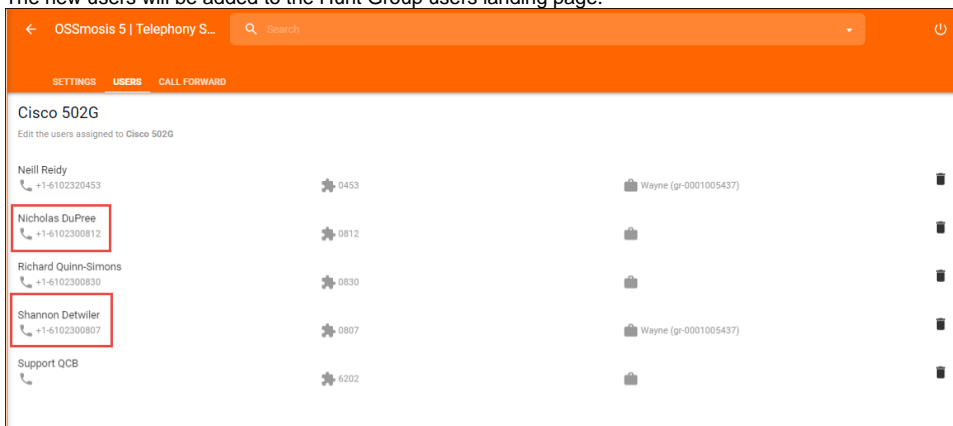 The new users will be added to the Hunt Group users landing page.
OSSmosis 5 | Telephony S... Search
SETTINGS USERS CALL FORWARD
Cisco 502G
Edit the users assigned to Cisco 502G
Neill Reidy
+1-6102320453 0453 Wayne (gr-0001005437)
Nicholas DuPree
+1-6102300812 0812
Richard Quinn-Simons
+1-6102300830 0830
Shannon Detwiler
+1-6102300807 0807 Wayne (gr-0001005437)
Support QCB
6202